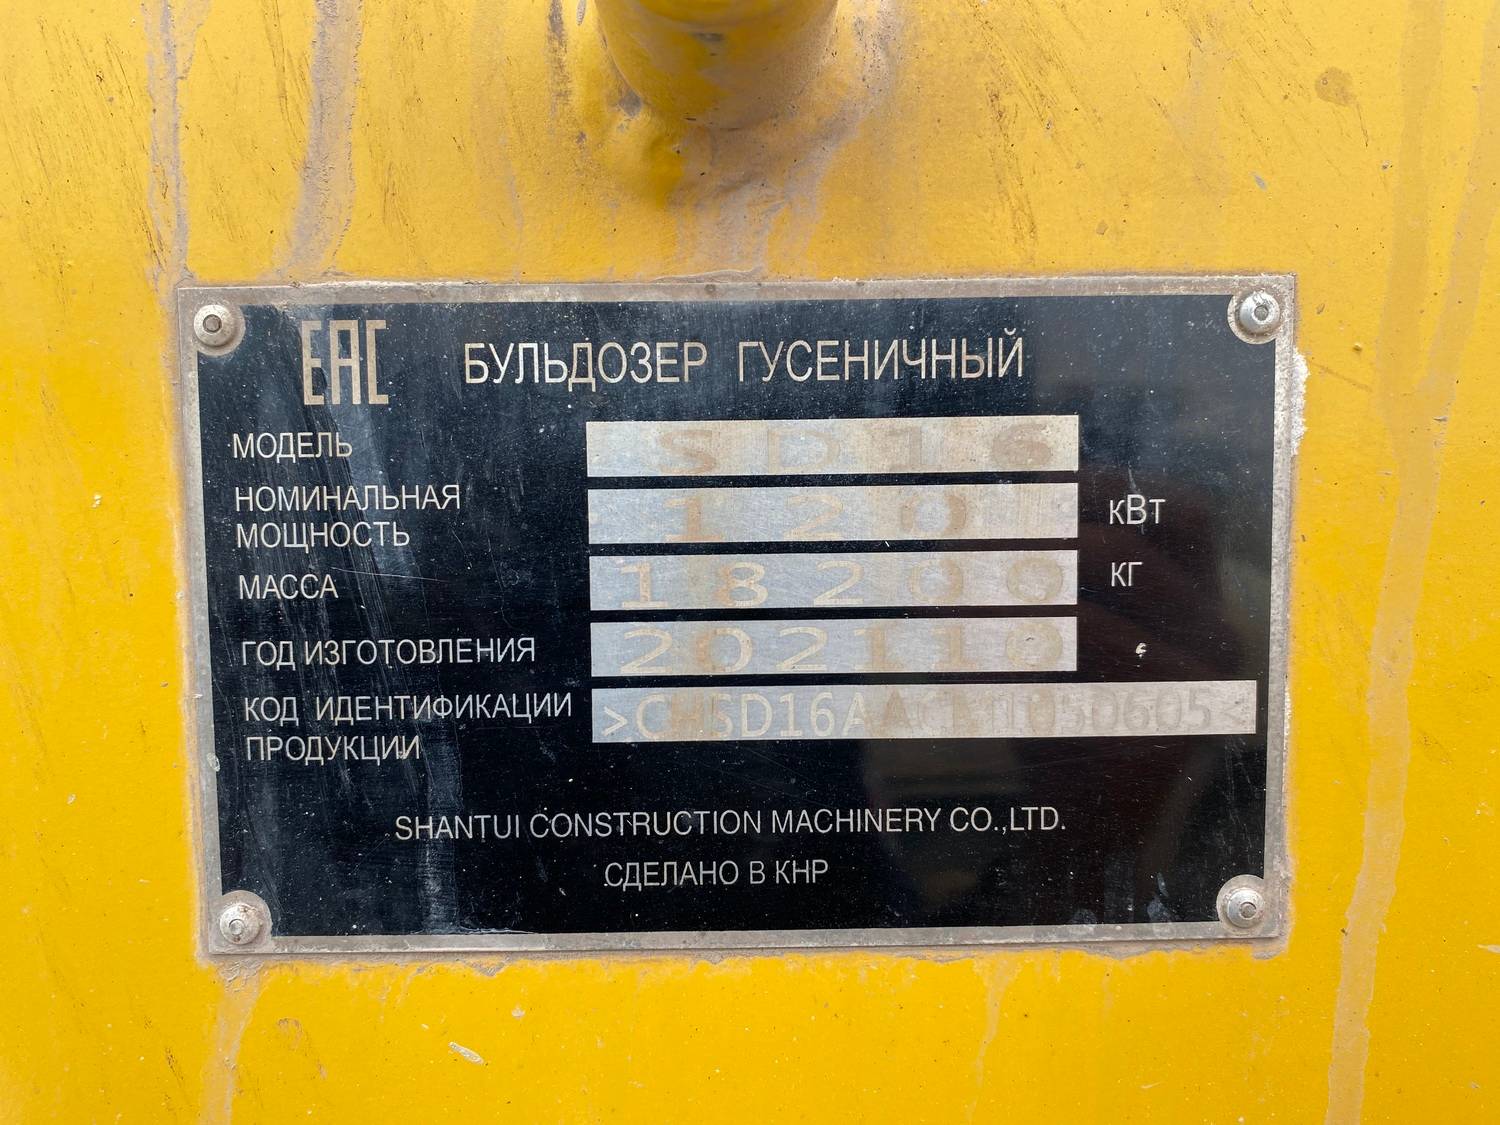 EAC БУЛЬДОЗЕР ГУСЕНИЧНЫЙ
МОДЕЛЬ SD16
НОМИНАЛЬНАЯ
МОЩНОСТЬ 120 кВт
МАССА 18200 КГ
ГОД ИЗГОТОВЛЕНИЯ 202110
КОД ИДЕНТИФИКАЦИИ
ПРОДУКЦИИ
SHANTUI CONSTRUCTION MACHINERY CO.,LTD.
СДЕЛАНО В КНР